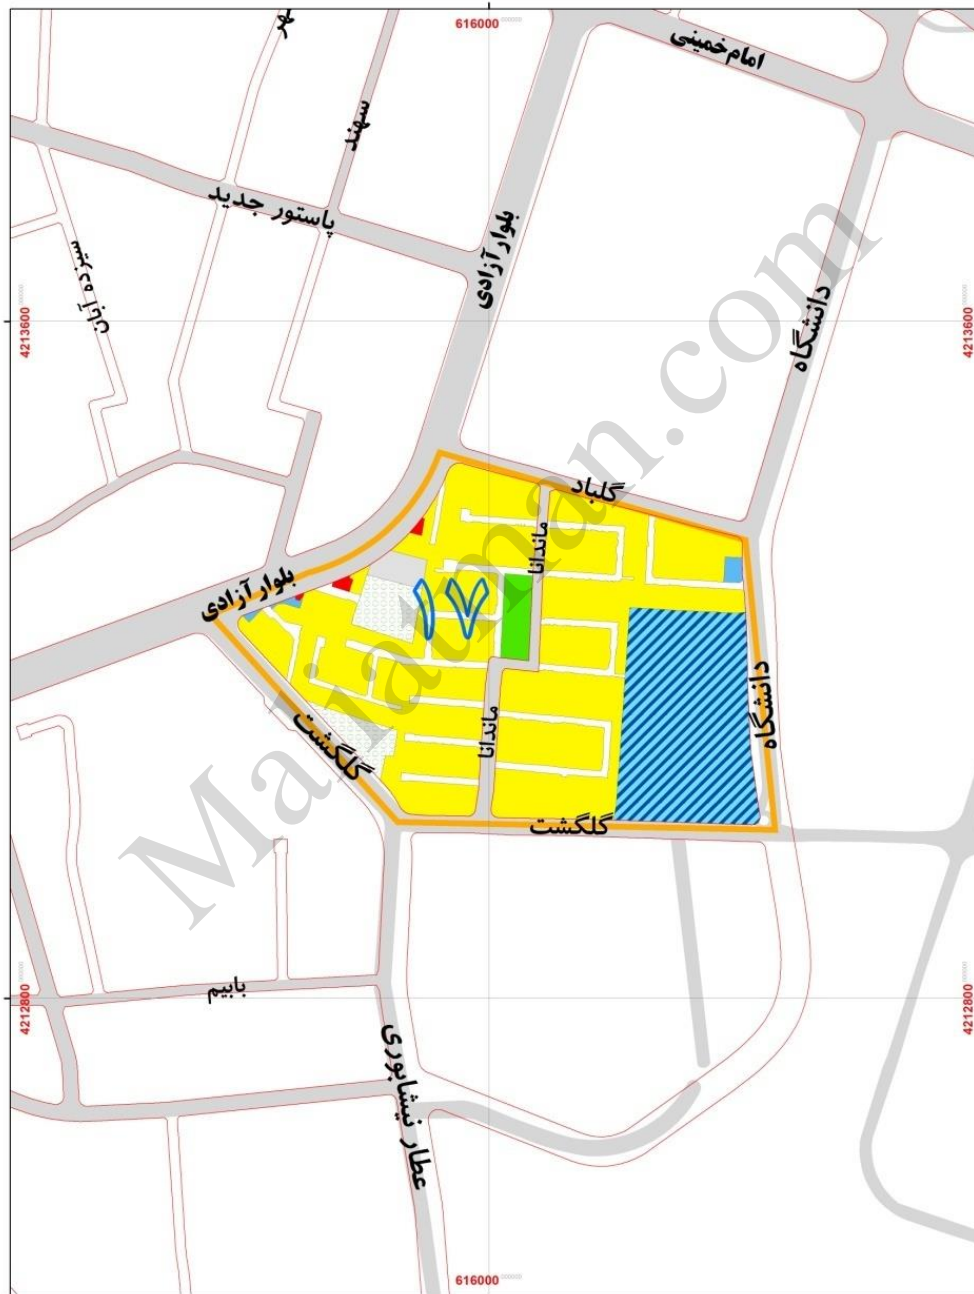 616000
امام‌خمینی
سهند
پاستور جدید
بلوار آزادی
سیزده آبان
دانشگاه
4213600
4213600
گلباد
ماندانا
بلوار آزادی
۱۷
دانشگاه
ماندانا
گلگشت
گلگشت
بابیم
4212800
4212800
عطار نیشابوری
616000
Maliatman.com